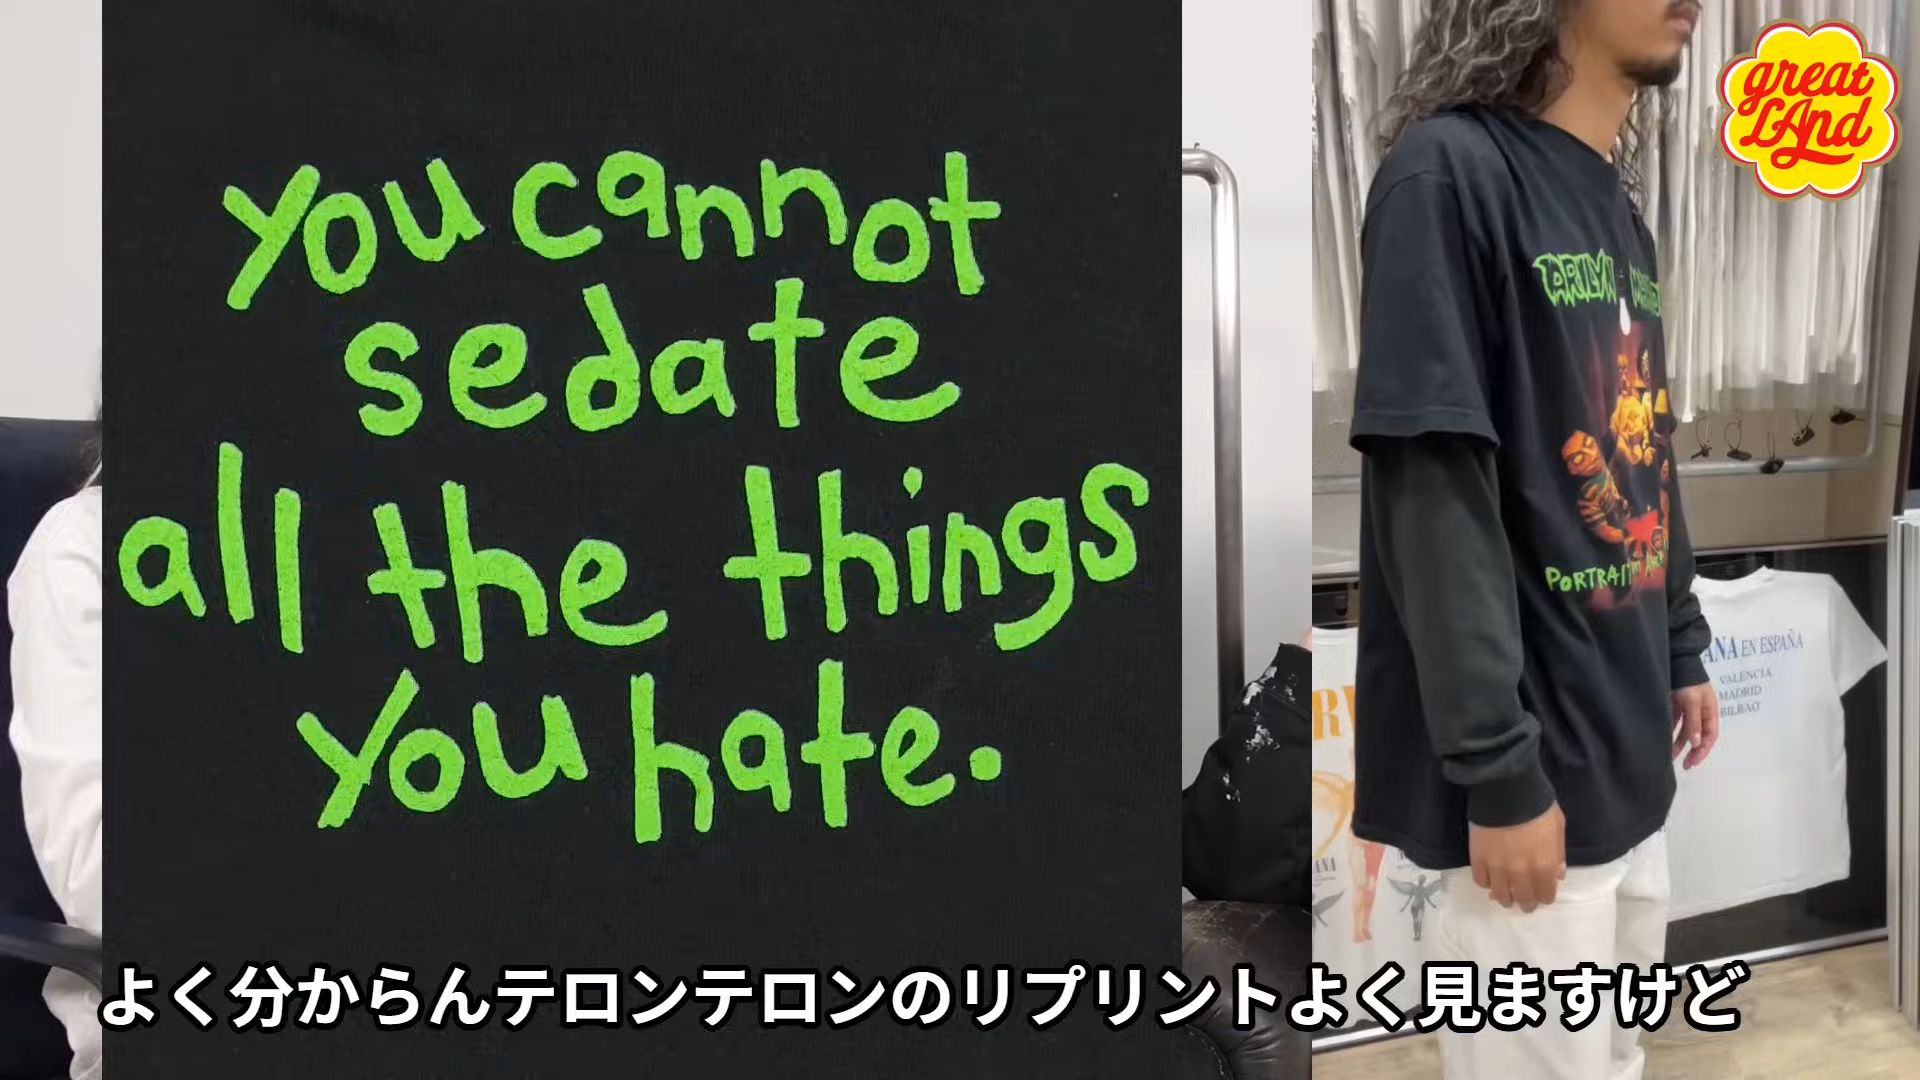 you cannot
sedate
all the things
you hate.
great
LAnd
PORTRAIT
ANA EN ESPAÑA
VALENCIA
MADRID
BILBAO
よく分からんテロンテロンのリプリントよく見ますけど